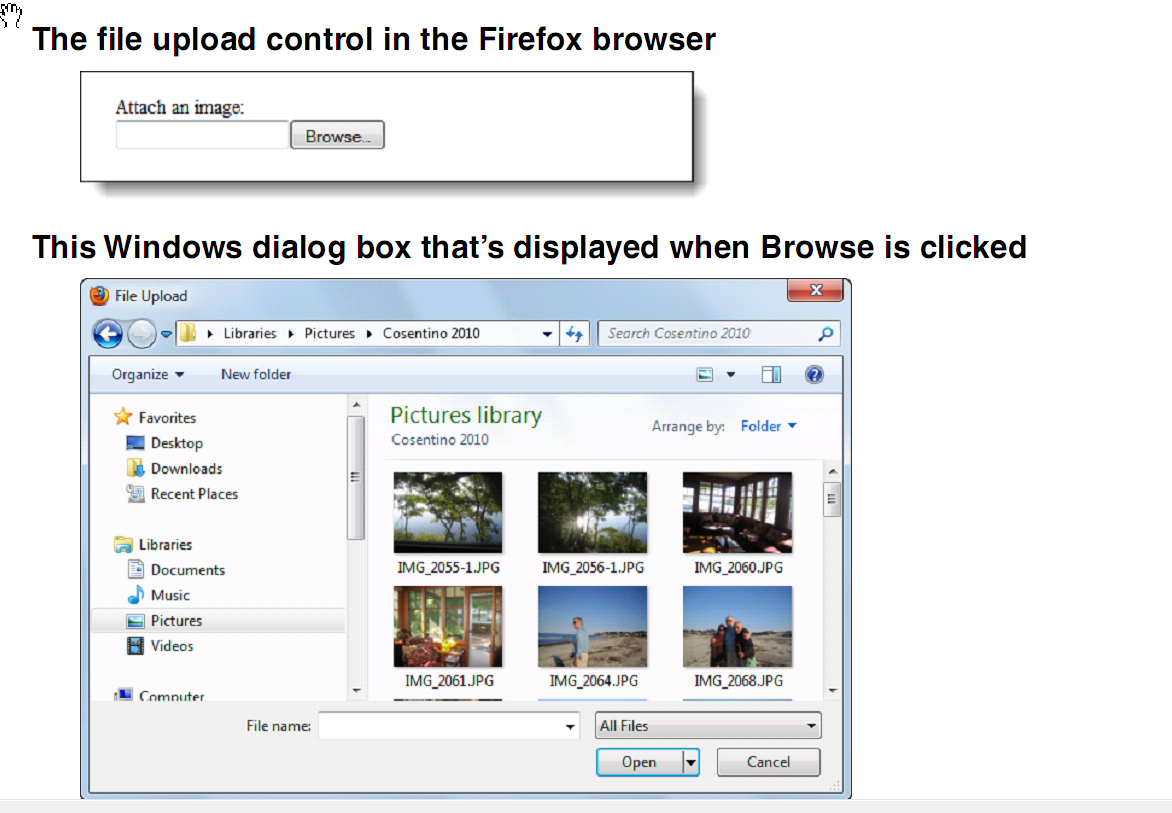 The file upload control in the Firefox browser
Attach an image:
Browse...
This Windows dialog box that’s displayed when Browse is clicked
File Upload
Libraries Pictures Cosentino 2010
Search Cosentino 2010
Organize New folder
Favorites
Desktop
Downloads
Recent Places
Libraries
Documents
Music
Pictures
Videos
Computer
Pictures library
Cosentino 2010
Arrange by: Folder
IMG_2055-1.JPG IMG_2056-1.JPG IMG_2060.JPG
IMG_2061.JPG IMG_2064.JPG IMG_2068.JPG
File name: All Files
Open Cancel